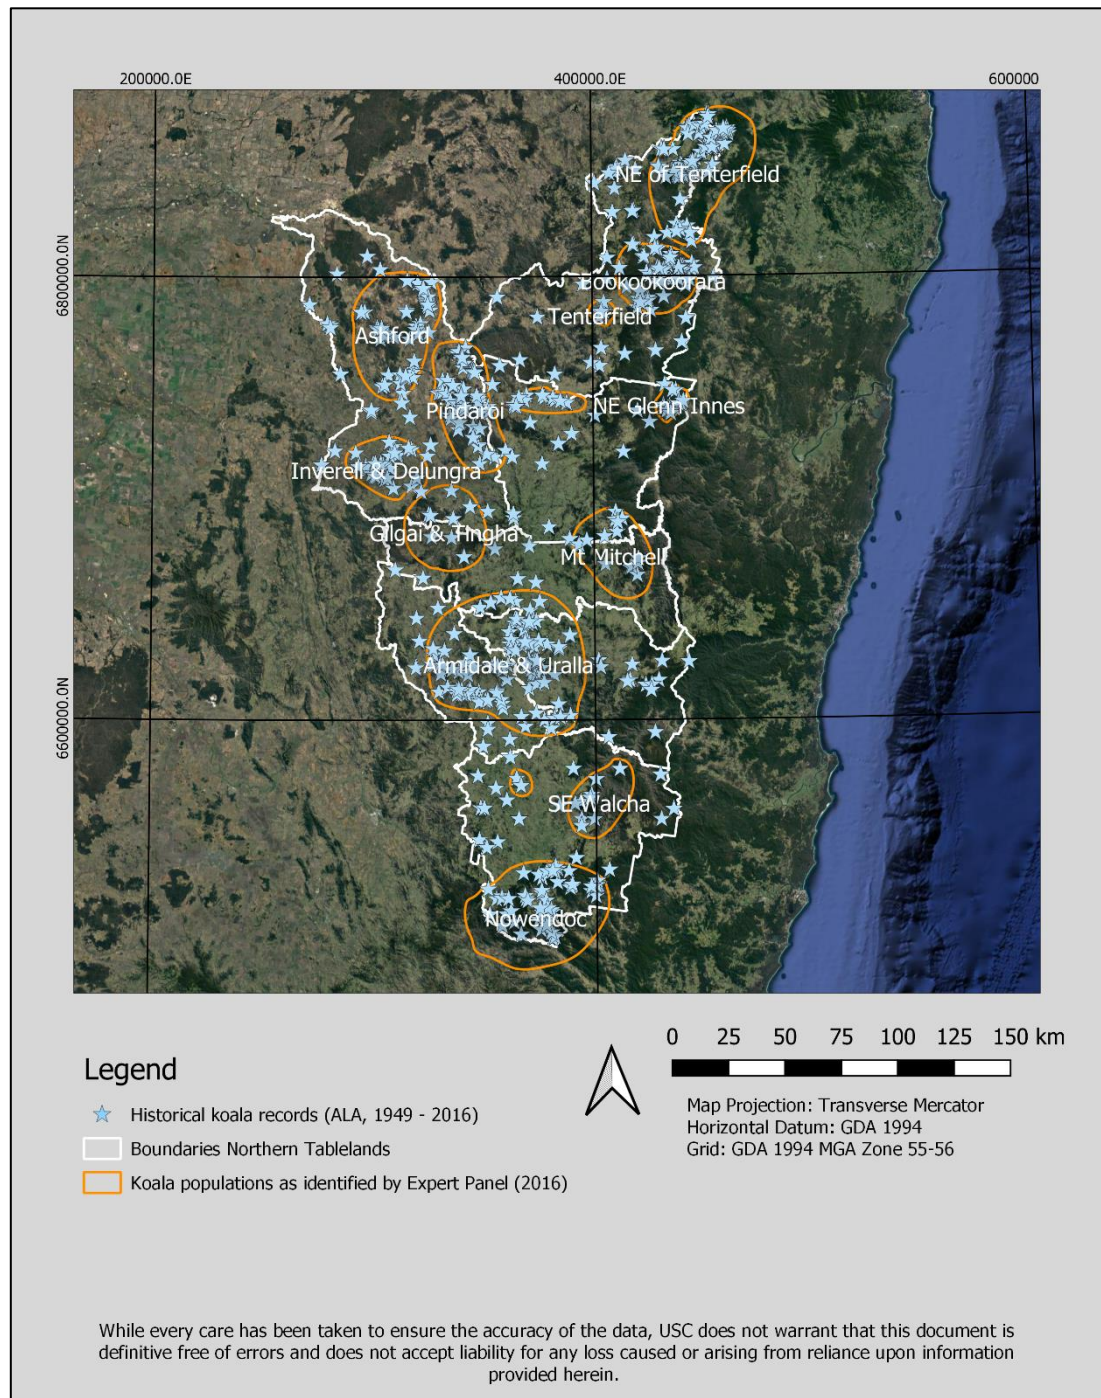 200000.0E 400000.0E 600000
6800000.0N
6600000.0N
NE of Tenterfield
Bookookoorara
Tenterfield
Ashford
Pindaroi
NE Glenn Innes
Inverell & Delungra
Gilgai & Tingha
Mt Mitchell
Armidale & Uralla
SE Walcha
Nowendoc
0 25 50 75 100 125 150 km
Legend
Historical koala records (ALA, 1949 - 2016)
Boundaries Northern Tablelands
Koala populations as identified by Expert Panel (2016)
Map Projection: Transverse Mercator
Horizontal Datum: GDA 1994
Grid: GDA 1994 MGA Zone 55-56
While every care has been taken to ensure the accuracy of the data, USC does not warrant that this document is
definitive free of errors and does not accept liability for any loss caused or arising from reliance upon information
provided herein.